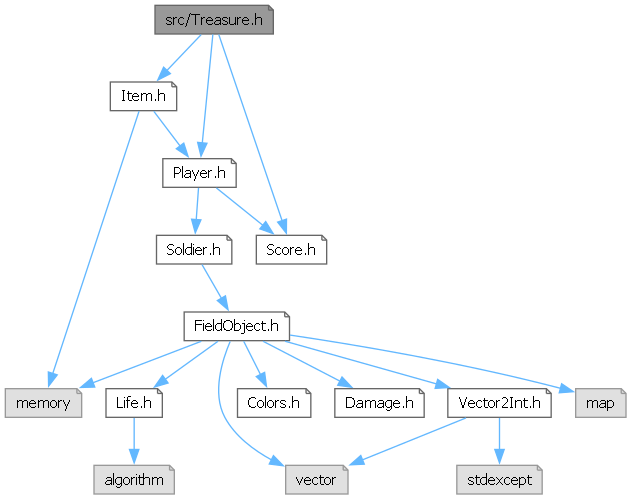 src/Treasure.h
Item.h
Player.h
Soldier.h
Score.h
FieldObject.h
memory
Life.h
Colors.h
Damage.h
Vector2Int.h
map
algorithm
vector
stdexcept